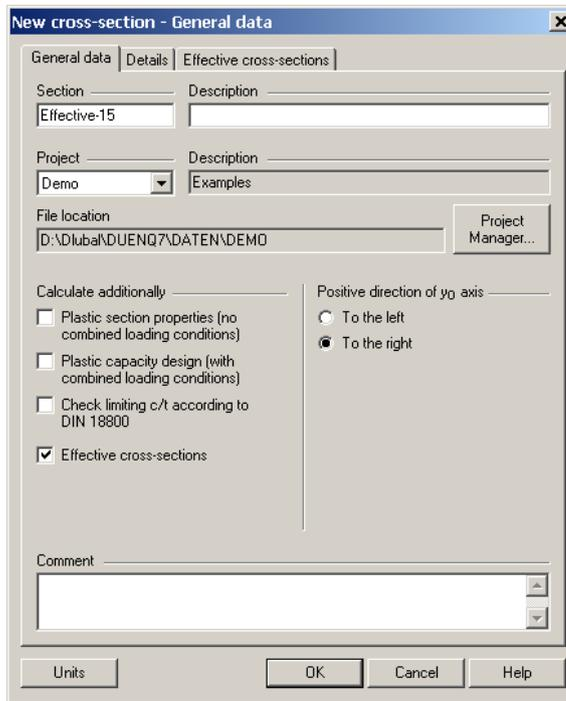 New cross-section - General data
General data
Details
Effective cross-sections
Section
Description
Effective-15
Project
Description
Demo
Examples
File location
D:\Dlubal\DUENQ7\DATEN\DEMO
Project
Manager...
Calculate additionally
Plastic section properties (no
combined loading conditions)
Plastic capacity design (with
combined loading conditions)
Check limiting c/t according to
DIN 18800
Effective cross-sections
Positive direction of y0 axis
To the left
To the right
Comment
Units
OK
Cancel
Help